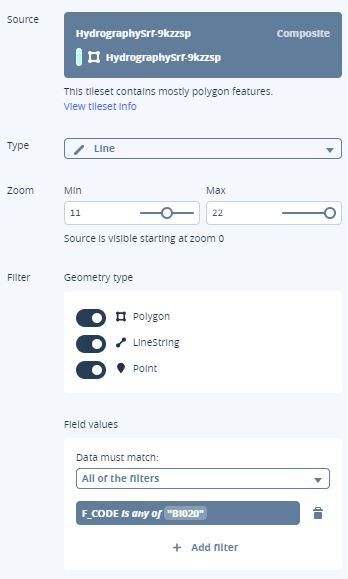 Source
HydrographySrf-9kzzsp Composite
HydrographySrf-9kzzsp
This tileset contains mostly polygon features.
View tileset info
Type
Line
Zoom
Min Max
11 22
Source is visible starting at zoom 0
Filter
Geometry type
Polygon
LineString
Point
Field values
Data must match:
All of the filters
F_CODE is any of "BI020"
+ Add filter